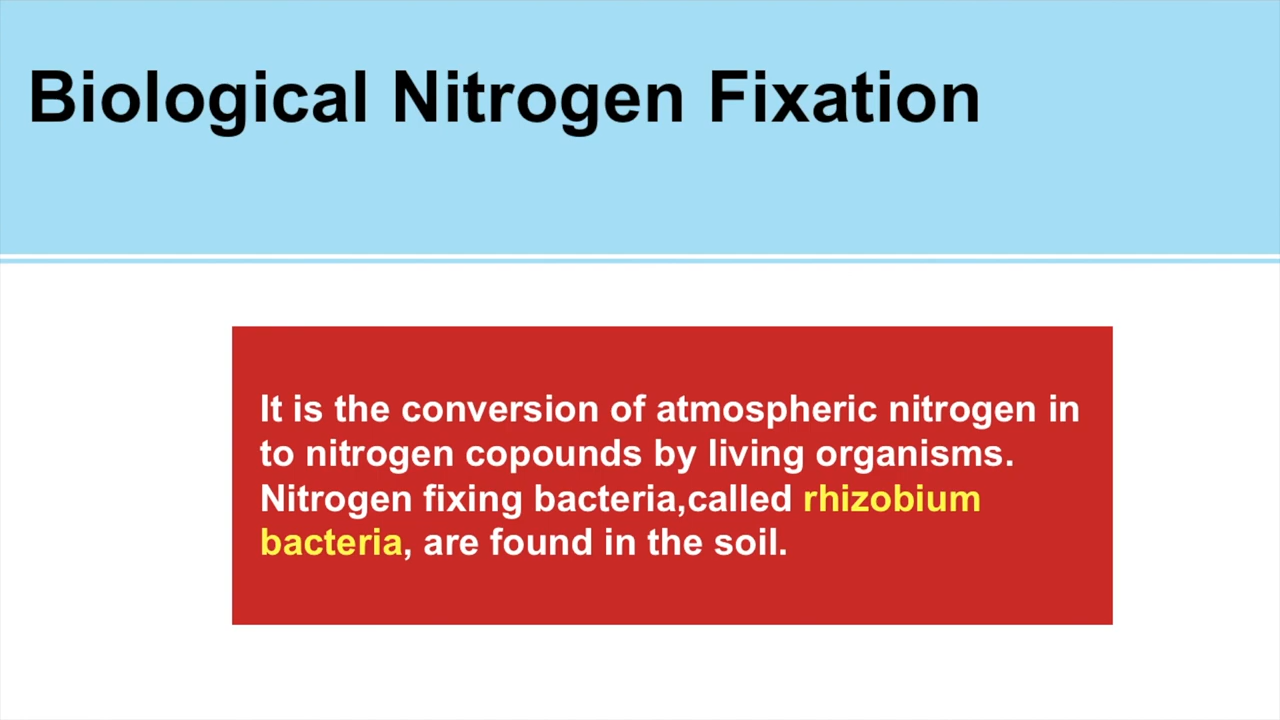 Biological Nitrogen Fixation
It is the conversion of atmospheric nitrogen in
to nitrogen copounds by living organisms.
Nitrogen fixing bacteria,called rhizobium
bacteria, are found in the soil.